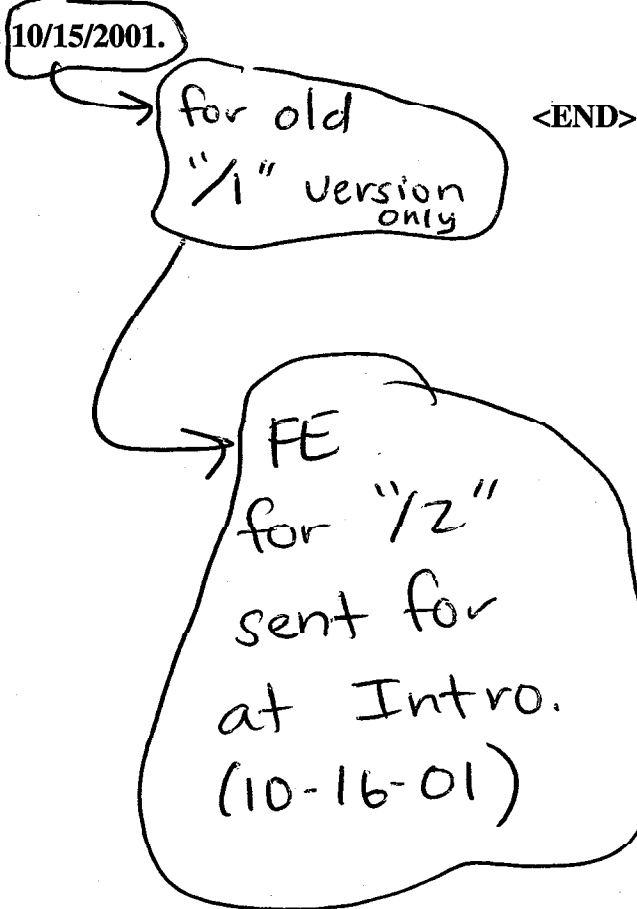 10/15/2001.
<END>
for old
"/1" version
only
FE
for "/2"
sent for
at Intro.
(10-16-01)